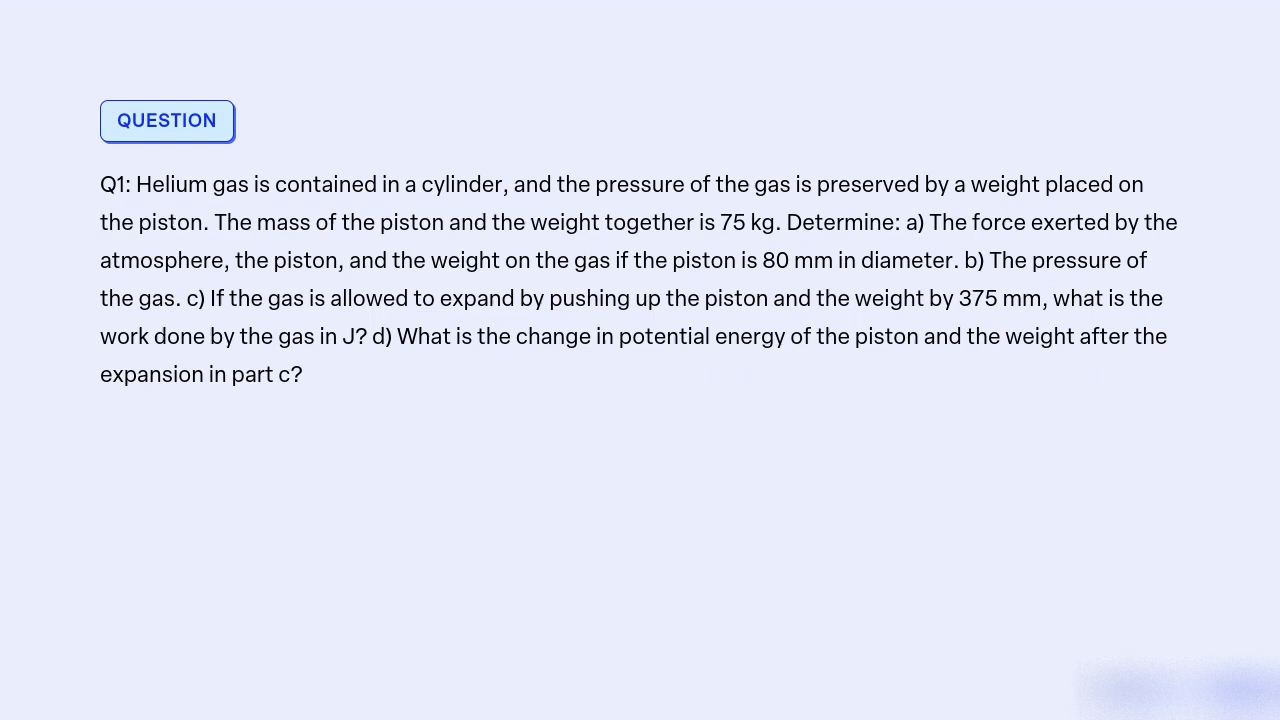 QUESTION
Q1: Helium gas is contained in a cylinder, and the pressure of the gas is preserved by a weight placed on
the piston. The mass of the piston and the weight together is 75 kg. Determine: a) The force exerted by the
atmosphere, the piston, and the weight on the gas if the piston is 80 mm in diameter. b) The pressure of
the gas. c) If the gas is allowed to expand by pushing up the piston and the weight by 375 mm, what is the
work done by the gas in J? d) What is the change in potential energy of the piston and the weight after the
expansion in part c?